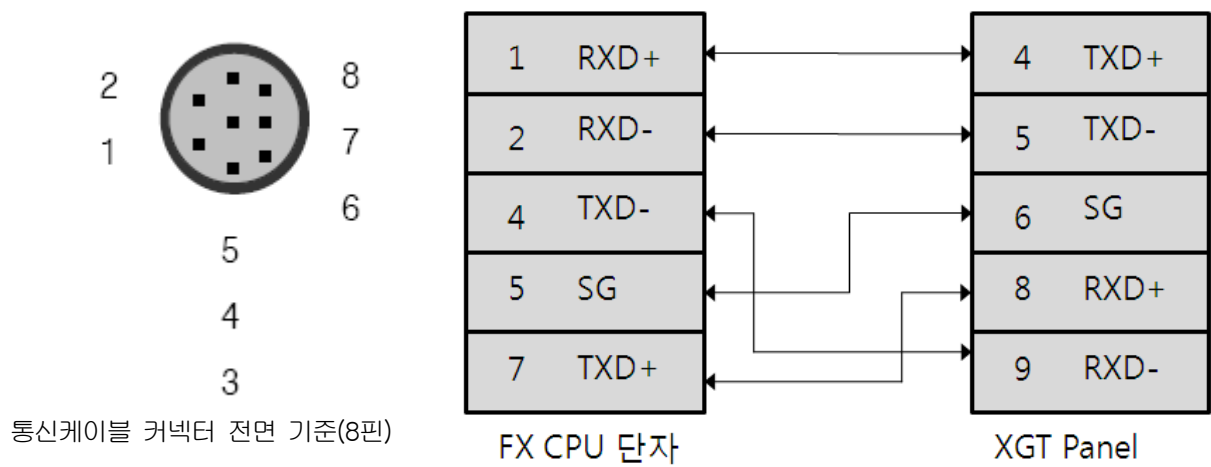 2
1
8
7
6
5
4
3
통신케이블 커넥터 전면 기준(8핀)
1 RXD+
2 RXD-
4 TXD-
5 SG
7 TXD+
FX CPU 단자
4 TXD+
5 TXD-
6 SG
8 RXD+
9 RXD-
XGT Panel